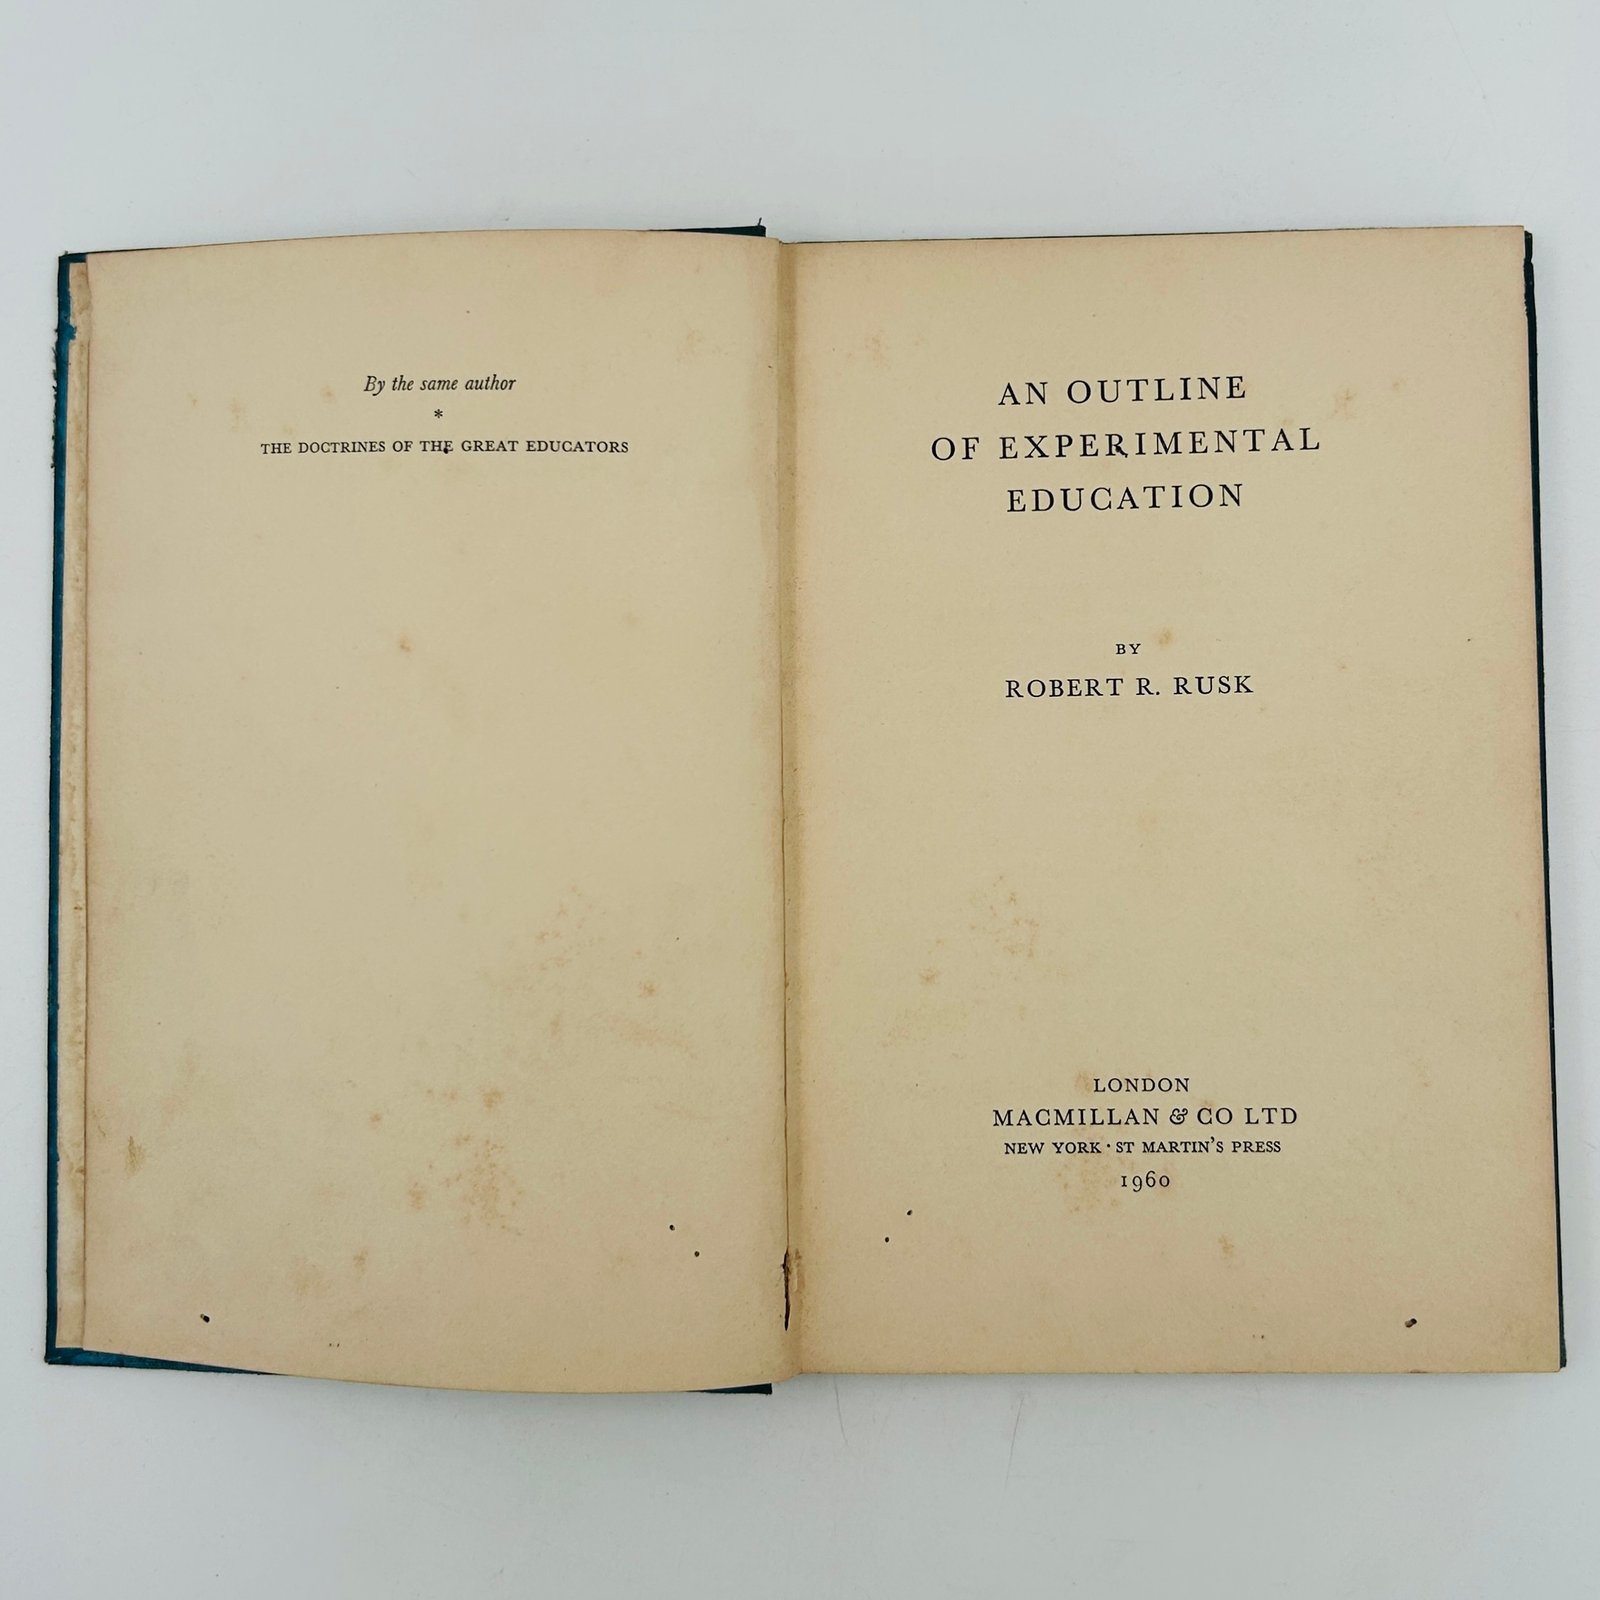 By the same author
*
THE DOCTRINES OF THE GREAT EDUCATORS
AN OUTLINE
OF EXPERIMENTAL
EDUCATION
BY
ROBERT R. RUSK
LONDON
MACMILLAN & CO LTD
NEW YORK · ST MARTIN'S PRESS
1960